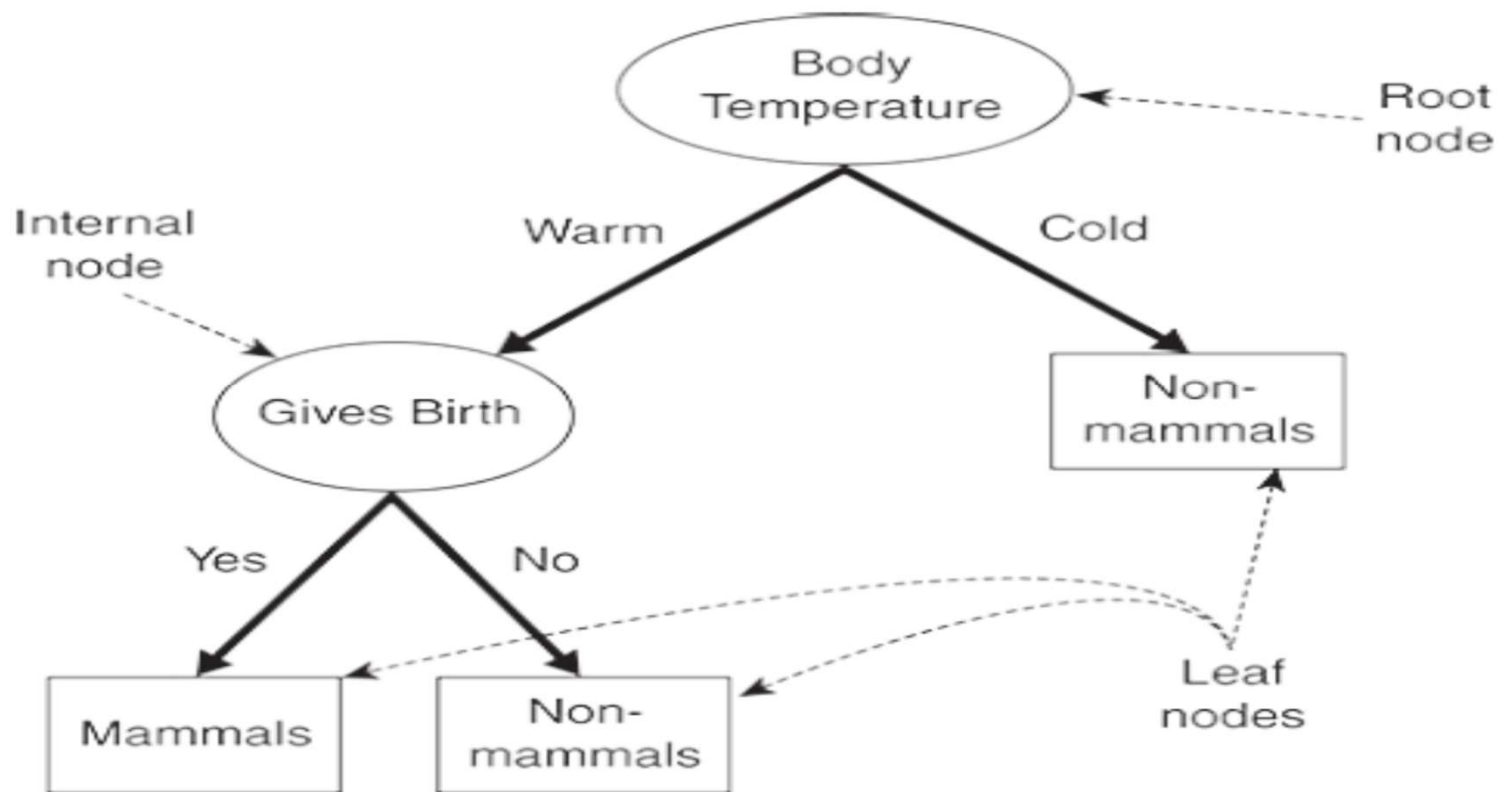 Body
Temperature
Root
node
Internal
node
Warm
Cold
Gives Birth
Non-
mammals
Yes
No
Mammals
Non-
mammals
Leaf
nodes